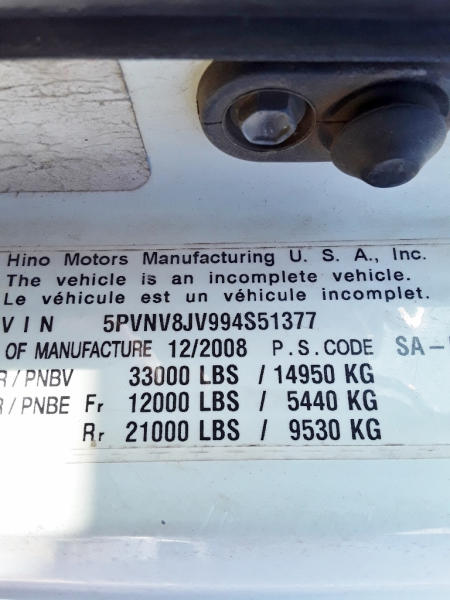 Hino Motors Manufacturing U. S. A., Inc.
The vehicle is an incomplete vehicle.
Le véhicule est un véhicule incomplet.
VIN 5PVNV8JV994S51377
OF MANUFACTURE 12/2008 P.S.CODE SA-
R/PNBV 33000 LBS / 14950 KG
R/PNBE Fr 12000 LBS / 5440 KG
Rr 21000 LBS / 9530 KG